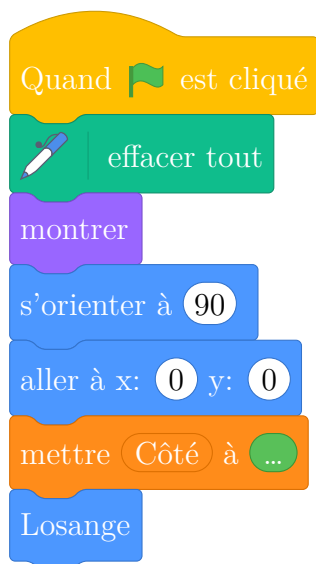 Quand est cliqué
effacer tout
montrer
s'orienter à 90
aller à x: 0 y: 0
mettre Côté à ...
Losange